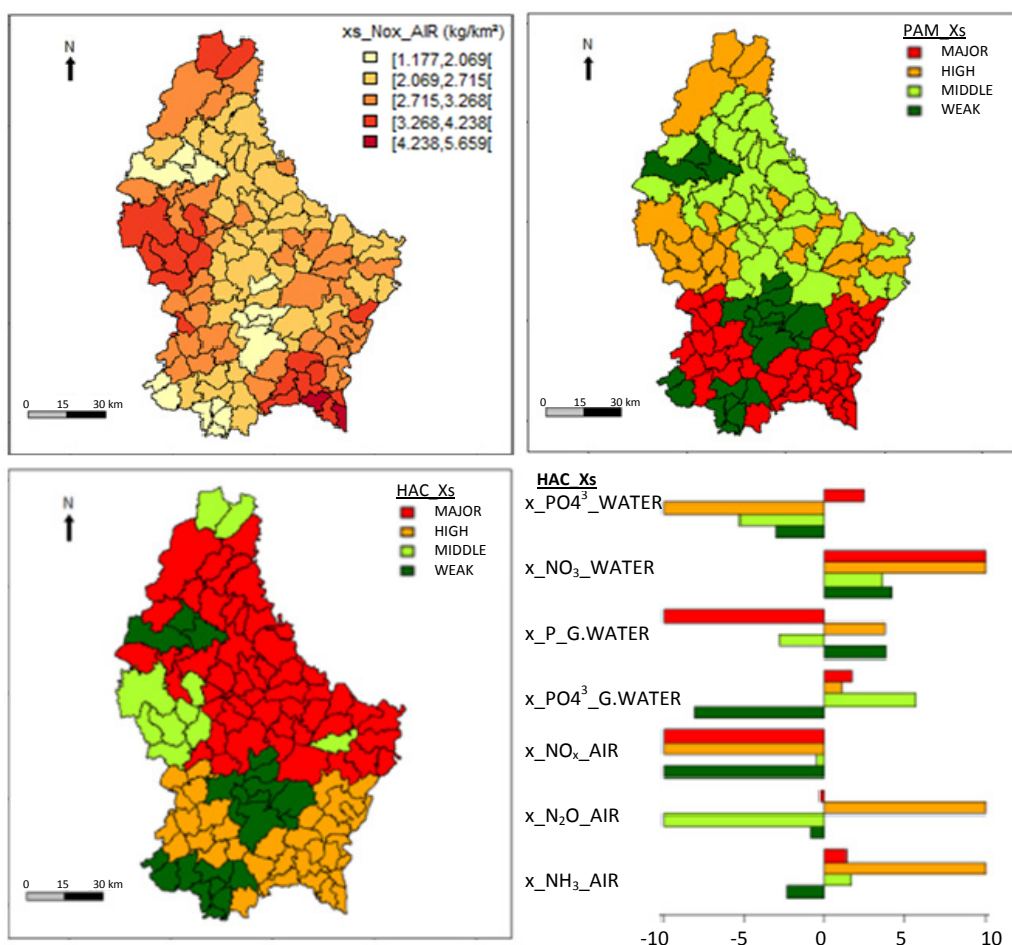 xs_Nox_AIR (kg/km²)
N
[1.177,2.069[
[2.069,2.715[
[2.715,3.268[
[3.268,4.238[
[4.238,5.659[
0 15 30 km
PAM_Xs
N
MAJOR
HIGH
MIDDLE
WEAK
0 15 30 km
HAC_Xs
N
MAJOR
HIGH
MIDDLE
WEAK
0 15 30 km
HAC_Xs
x_PO4³_WATER
x_NO₃_WATER
x_P_G.WATER
x_PO4³_G.WATER
x_NOₓ_AIR
x_N₂O_AIR
x_NH₃_AIR
-10 -5 0 5 10